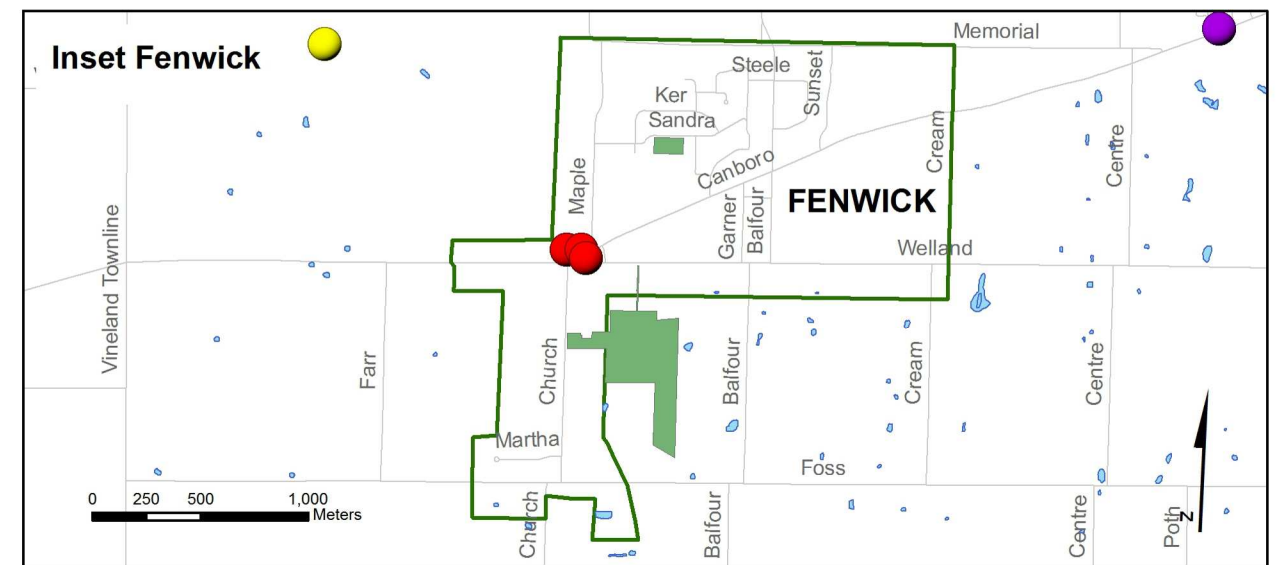 Memorial
Inset Fenwick
Steele
Sunset
Ker
Sandra
Cream
Centre
Canboro
Maple
FENWICK
Garner
Balfour
Vineland Townline
Welland
Farr
Church
Balfour
Cream
Centre
Martha
Foss
0 250 500 1,000
Meters
Church
Balfour
Centre
Poth
N